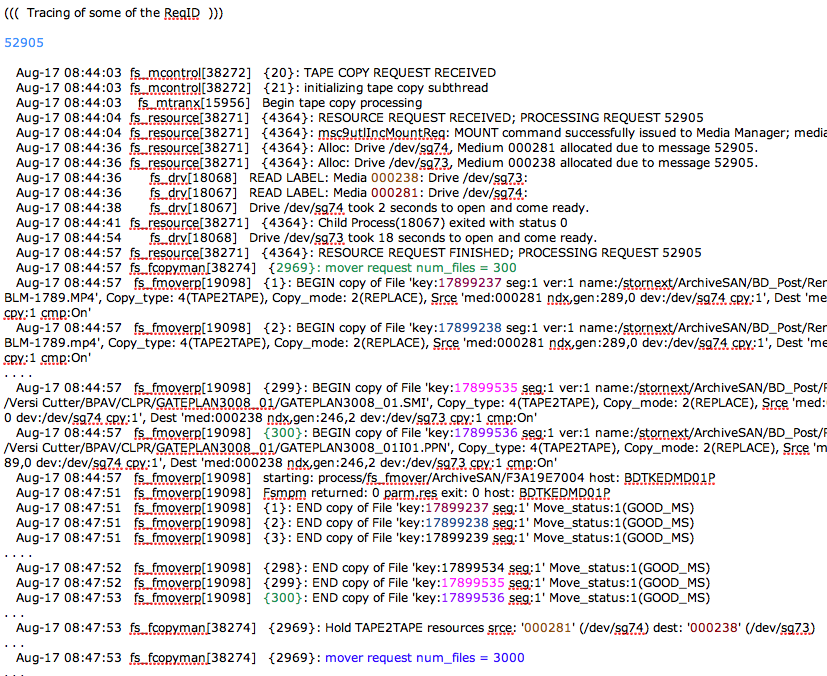 (((  Tracing of some of the ReqID  )))
52905
Aug-17 08:44:03  fs_mcontrol[38272]   {20}: TAPE COPY REQUEST RECEIVED
Aug-17 08:44:03  fs_mcontrol[38272]   {21}: initializing tape copy subthread
Aug-17 08:44:03    fs_mtranx[15956]   Begin tape copy processing
Aug-17 08:44:04  fs_resource[38271]   {4364}: RESOURCE REQUEST RECEIVED; PROCESSING REQUEST 52905
Aug-17 08:44:04  fs_resource[38271]   {4364}: msc9utlIncMountReq: MOUNT command successfully issued to Media Manager; media
Aug-17 08:44:36  fs_resource[38271]   {4364}: Alloc: Drive /dev/sg74, Medium 000281 allocated due to message 52905.
Aug-17 08:44:36  fs_resource[38271]   {4364}: Alloc: Drive /dev/sg73, Medium 000238 allocated due to message 52905.
Aug-17 08:44:36       fs_drv[18068]   READ LABEL: Media 000238: Drive /dev/sg73:
Aug-17 08:44:36       fs_drv[18067]   READ LABEL: Media 000281: Drive /dev/sg74:
Aug-17 08:44:38       fs_drv[18067]   Drive /dev/sg74 took 2 seconds to open and come ready.
Aug-17 08:44:41  fs_resource[38271]   {4364}: Child Process(18067) exited with status 0
Aug-17 08:44:54       fs_drv[18068]   Drive /dev/sg73 took 18 seconds to open and come ready.
Aug-17 08:44:57  fs_resource[38271]   {4364}: RESOURCE REQUEST FINISHED; PROCESSING REQUEST 52905
Aug-17 08:44:57  fs_fcopyman[38274]   {2969}: mover request num_files = 300
Aug-17 08:44:57   fs_fmoverp[19098]   {1}: BEGIN copy of File 'key:17899237 seg:1 ver:1 name:/stornext/ArchiveSAN/BD_Post/Rer
BLM-1789.MP4', Copy_type: 4(TAPE2TAPE), Copy_mode: 2(REPLACE), Srce 'med:000281 ndx,gen:289,0 dev:/dev/sg74 cpy:1', Dest 'med
cpy:1 cmp:On'
Aug-17 08:44:57   fs_fmoverp[19098]   {2}: BEGIN copy of File 'key:17899238 seg:1 ver:1 name:/stornext/ArchiveSAN/BD_Post/Rer
BLM-1789.mp4', Copy_type: 4(TAPE2TAPE), Copy_mode: 2(REPLACE), Srce 'med:000281 ndx,gen:289,0 dev:/dev/sg74 cpy:1', Dest 'med
cpy:1 cmp:On'
. . . .
Aug-17 08:44:57   fs_fmoverp[19098]   {299}: BEGIN copy of File 'key:17899535 seg:1 ver:1 name:/stornext/ArchiveSAN/BD_Post/F
/Versi Cutter/BPAV/CLPR/GATEPLAN3008_01/GATEPLAN3008_01.SMI', Copy_type: 4(TAPE2TAPE), Copy_mode: 2(REPLACE), Srce 'med:
0 dev:/dev/sg74 cpy:1', Dest 'med:000238 ndx,gen:246,2 dev:/dev/sg73 cpy:1 cmp:On'
Aug-17 08:44:57   fs_fmoverp[19098]   {300}: BEGIN copy of File 'key:17899536 seg:1 ver:1 name:/stornext/ArchiveSAN/BD_Post/F
/Versi Cutter/BPAV/CLPR/GATEPLAN3008_01/GATEPLAN3008_01I01.PPN', Copy_type: 4(TAPE2TAPE), Copy_mode: 2(REPLACE), Srce 'm
89,0 dev:/dev/sg74 cpy:1', Dest 'med:000238 ndx,gen:246,2 dev:/dev/sg73 cpy:1 cmp:On'
Aug-17 08:44:57   fs_fmoverp[19098]   starting: process/fs_fmover/ArchiveSAN/F3A19E7004 host: BDTKEDMD01P
Aug-17 08:47:51   fs_fmoverp[19098]   Fsmpm returned: 0 parm.res exit: 0 host: BDTKEDMD01P
Aug-17 08:47:51   fs_fmoverp[19098]   {1}: END copy of File 'key:17899237 seg:1' Move_status:1(GOOD_MS)
Aug-17 08:47:51   fs_fmoverp[19098]   {2}: END copy of File 'key:17899238 seg:1' Move_status:1(GOOD_MS)
Aug-17 08:47:51   fs_fmoverp[19098]   {3}: END copy of File 'key:17899239 seg:1' Move_status:1(GOOD_MS)
. . . .
Aug-17 08:47:52   fs_fmoverp[19098]   {298}: END copy of File 'key:17899534 seg:1' Move_status:1(GOOD_MS)
Aug-17 08:47:52   fs_fmoverp[19098]   {299}: END copy of File 'key:17899535 seg:1' Move_status:1(GOOD_MS)
Aug-17 08:47:53   fs_fmoverp[19098]   {300}: END copy of File 'key:17899536 seg:1' Move_status:1(GOOD_MS)
. . .
Aug-17 08:47:53  fs_fcopyman[38274]   {2969}: Hold TAPE2TAPE resources srce: '000281' (/dev/sg74) dest: '000238' (/dev/sg73)
. . .
Aug-17 08:47:53  fs_fcopyman[38274]   {2969}: mover request num_files = 3000
. . .